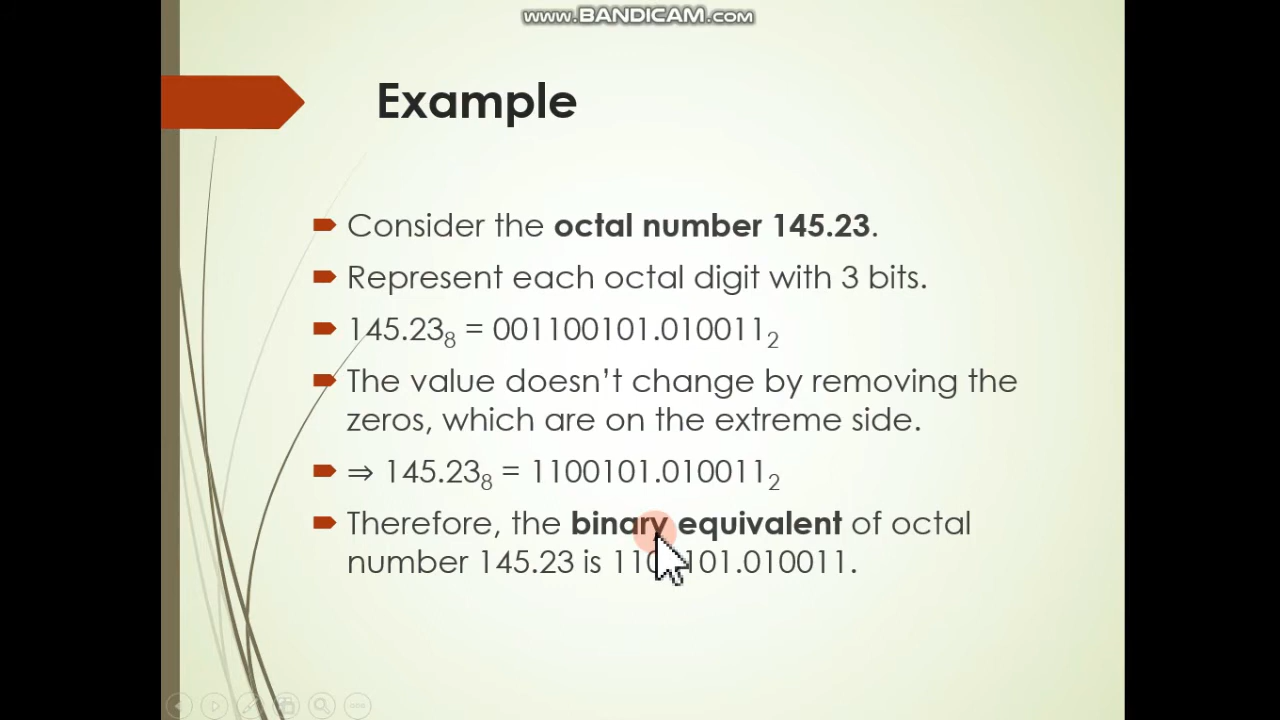 www.BANDICAM.com
Example
Consider the octal number 145.23.
Represent each octal digit with 3 bits.
145.23₈ = 001100101.010011₂
The value doesn’t change by removing the
zeros, which are on the extreme side.
⇒ 145.23₈ = 1100101.010011₂
Therefore, the binary equivalent of octal
number 145.23 is 1100101.010011.